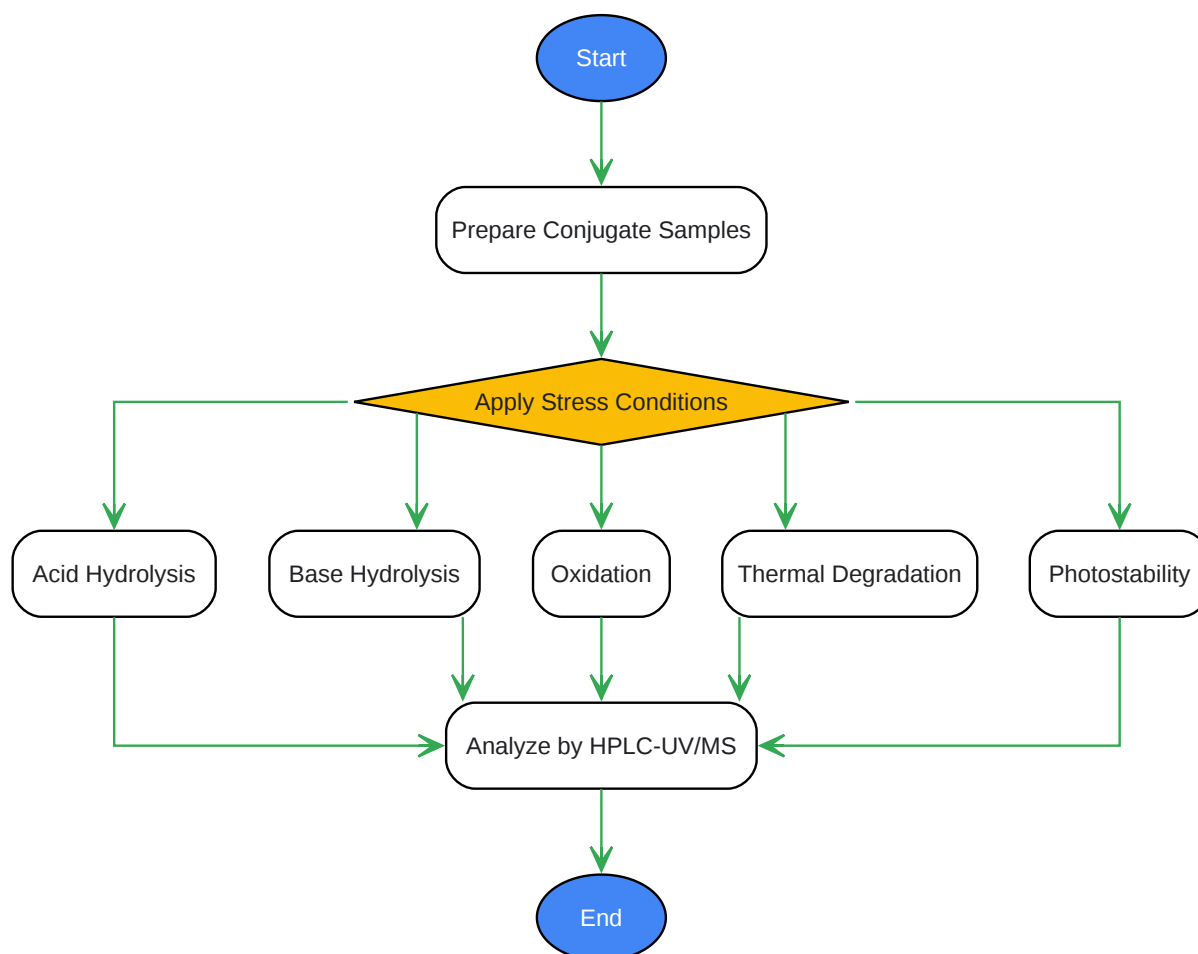 Start
Prepare Conjugate Samples
Apply Stress Conditions
Acid Hydrolysis
Base Hydrolysis
Oxidation
Thermal Degradation
Photostability
Analyze by HPLC-UV/MS
End